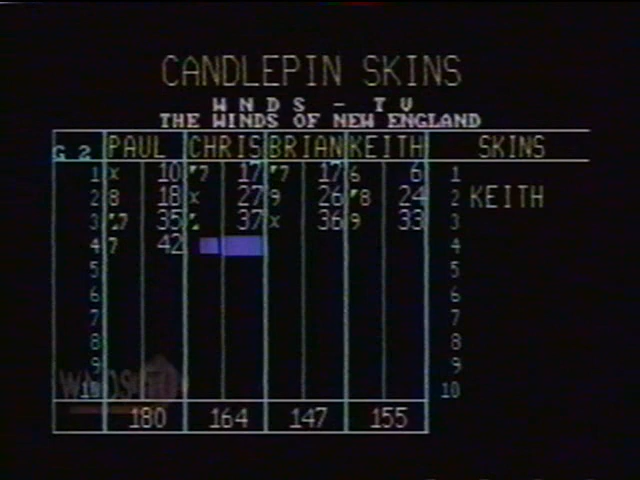 CANDLEPIN SKINS
W N D S - T V
THE WINDS OF NEW ENGLAND
G 2 PAUL CHRIS BRIAN KEITH SKINS
1 x 10 7 17 7 17 6 6 1
2 8 18 x 27 9 26 8 24 2 KEITH
3 7 35 37 x 36 9 33 3
4 7 42 4
5 5
6 6
7 7
8 8
9 9
10 10
WNDS 50
180 164 147 155